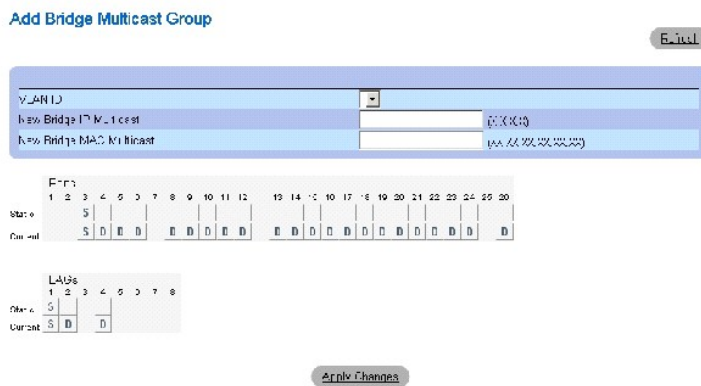 Add Bridge Multicast Group
Refresh
VLAN ID
New Bridge IP Multicast (X.X.X.X)
New Bridge MAC Multicast (XX:XX:XX:XX:XX:XX)
Ports
1 2 3 4 5 6 7 8 9 10 11 12 13 14 15 16 17 18 19 20 21 22 23 24 25 26
Static S
Current S D D D D D D D D D D D D D D D D D D D D D D
LAGs
1 2 3 4 5 6 7 8
Static S
Current S D D
Apply Changes